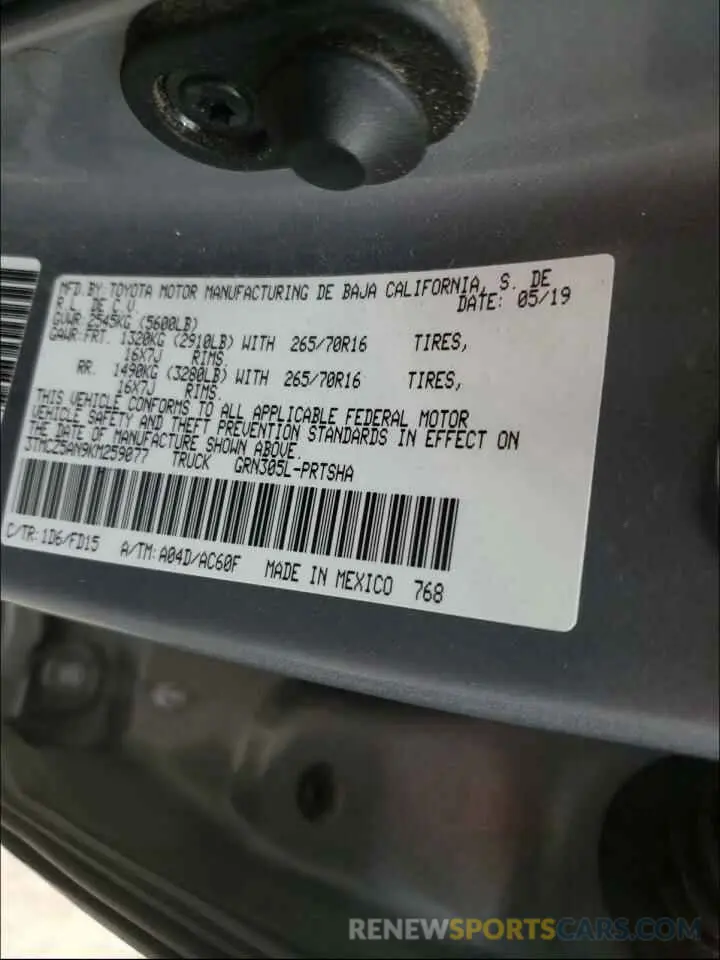 MFD.BY: TOYOTA MOTOR MANUFACTURING DE BAJA CALIFORNIA, S. DE
R.L. DE C.V. DATE: 05/19
GVWR 2545KG (5600LB)
GAWR:FRT. 1320KG (2910LB) WITH 265/70R16 TIRES,
16X7J RIMS.
RR. 1490KG (3280LB) WITH 265/70R16 TIRES,
16X7J RIMS.
THIS VEHICLE CONFORMS TO ALL APPLICABLE FEDERAL MOTOR
VEHICLE SAFETY AND THEFT PREVENTION STANDARDS IN EFFECT ON
THE DATE OF MANUFACTURE SHOWN ABOVE.
3TMCZ5AN9KM259077 TRUCK GRN305L-PRTSHA
C/TR: 1D6/FD15 A/TM: A04D/AC60F MADE IN MEXICO 768
RENEWSPORTSCARS.COM